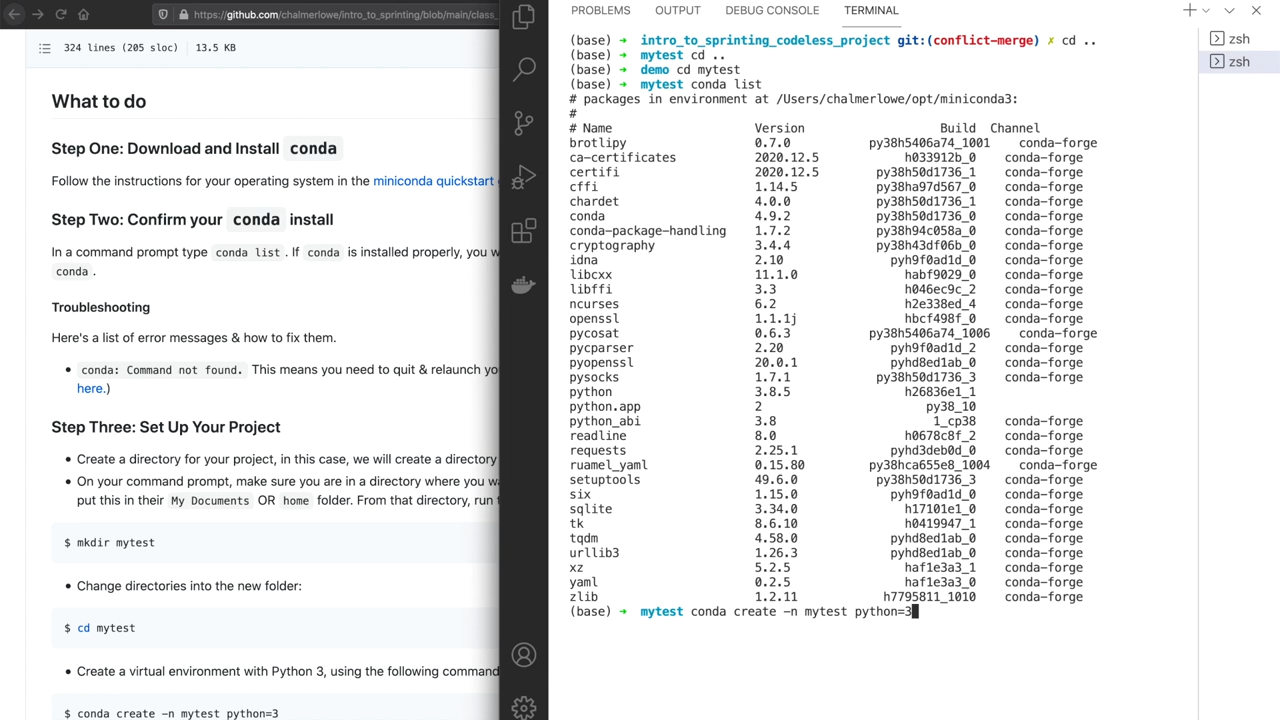 https://github.com/chalmerlowe/intro_to_sprinting/blob/main/class_
324 lines (205 sloc) 13.5 KB
What to do
Step One: Download and Install conda
Follow the instructions for your operating system in the miniconda quickstart
Step Two: Confirm your conda install
In a command prompt type conda list. If conda is installed properly, you w
conda.
Troubleshooting
Here's a list of error messages & how to fix them.
conda: Command not found. This means you need to quit & relaunch yo
here.)
Step Three: Set Up Your Project
Create a directory for your project, in this case, we will create a directory
On your command prompt, make sure you are in a directory where you wa
put this in their My Documents OR home folder. From that directory, run t
$ mkdir mytest
Change directories into the new folder:
$ cd mytest
Create a virtual environment with Python 3, using the following command
$ conda create -n mytest python=3
PROBLEMS OUTPUT DEBUG CONSOLE TERMINAL
(base) ➜ intro_to_sprinting_codeless_project git:(conflict-merge) ✗ cd ..
(base) ➜ mytest cd ..
(base) ➜ demo cd mytest
(base) ➜ mytest conda list
# packages in environment at /Users/chalmerlowe/opt/miniconda3:
#
# Name Version Build Channel
brotlipy 0.7.0 py38h5406a74_1001 conda-forge
ca-certificates 2020.12.5 h033912b_0 conda-forge
certifi 2020.12.5 py38h50d1736_1 conda-forge
cffi 1.14.5 py38ha97d567_0 conda-forge
chardet 4.0.0 py38h50d1736_1 conda-forge
conda 4.9.2 py38h50d1736_0 conda-forge
conda-package-handling 1.7.2 py38h94c058a_0 conda-forge
cryptography 3.4.4 py38h43df06b_0 conda-forge
idna 2.10 pyh9f0ad1d_0 conda-forge
libcxx 11.1.0 habf9029_0 conda-forge
libffi 3.3 h046ec9c_2 conda-forge
ncurses 6.2 h2e338ed_4 conda-forge
openssl 1.1.1j hbcf498f_0 conda-forge
pycosat 0.6.3 py38h5406a74_1006 conda-forge
pycparser 2.20 pyh9f0ad1d_2 conda-forge
pyopenssl 20.0.1 pyhd8ed1ab_0 conda-forge
pysocks 1.7.1 py38h50d1736_3 conda-forge
python 3.8.5 h26836e1_1
python.app 2 py38_10
python_abi 3.8 1_cp38 conda-forge
readline 8.0 h0678c8f_2 conda-forge
requests 2.25.1 pyhd3deb0d_0 conda-forge
ruamel_yaml 0.15.80 py38hca655e8_1004 conda-forge
setuptools 49.6.0 py38h50d1736_3 conda-forge
six 1.15.0 pyh9f0ad1d_0 conda-forge
sqlite 3.34.0 h17101e1_0 conda-forge
tk 8.6.10 h0419947_1 conda-forge
tqdm 4.58.0 pyhd8ed1ab_0 conda-forge
urllib3 1.26.3 pyhd8ed1ab_0 conda-forge
xz 5.2.5 haf1e3a3_1 conda-forge
yaml 0.2.5 haf1e3a3_0 conda-forge
zlib 1.2.11 h7795811_1010 conda-forge
(base) ➜ mytest conda create -n mytest python=3
zsh
zsh